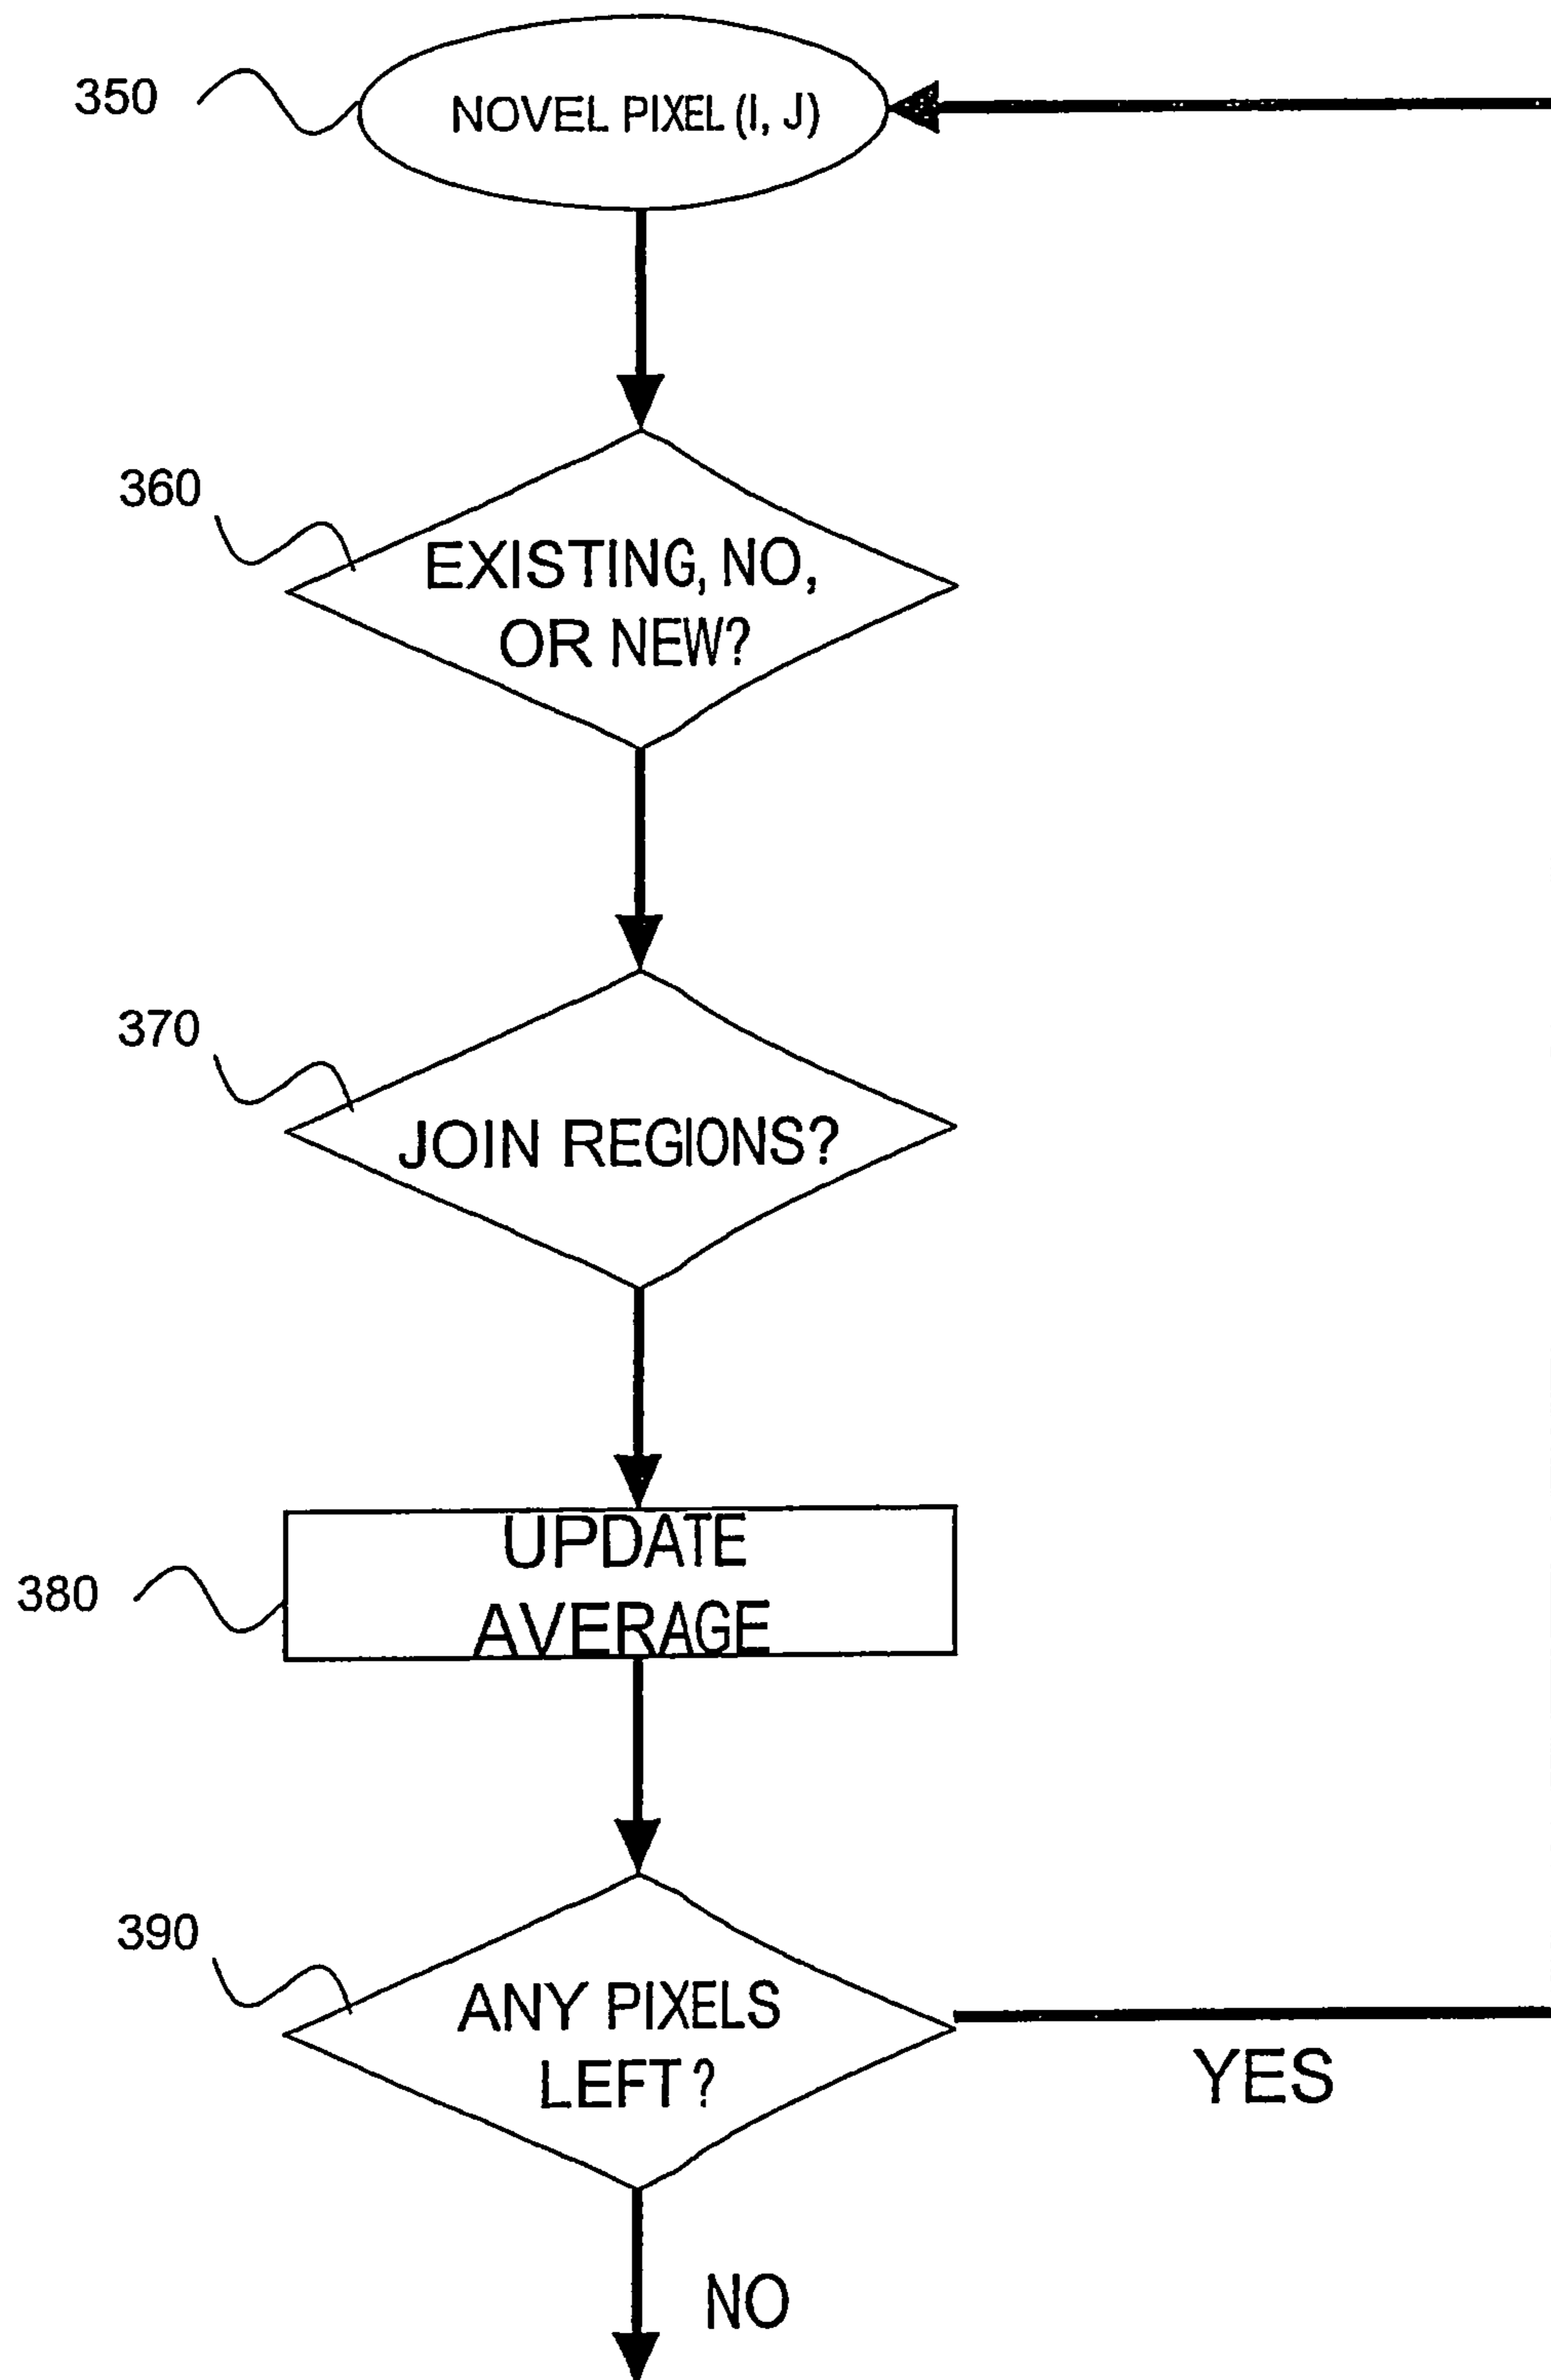 350
NOVEL PIXEL (I, J)
360
EXISTING, NO,
OR NEW?
370
JOIN REGIONS?
380
UPDATE
AVERAGE
390
ANY PIXELS
LEFT?
YES
NO